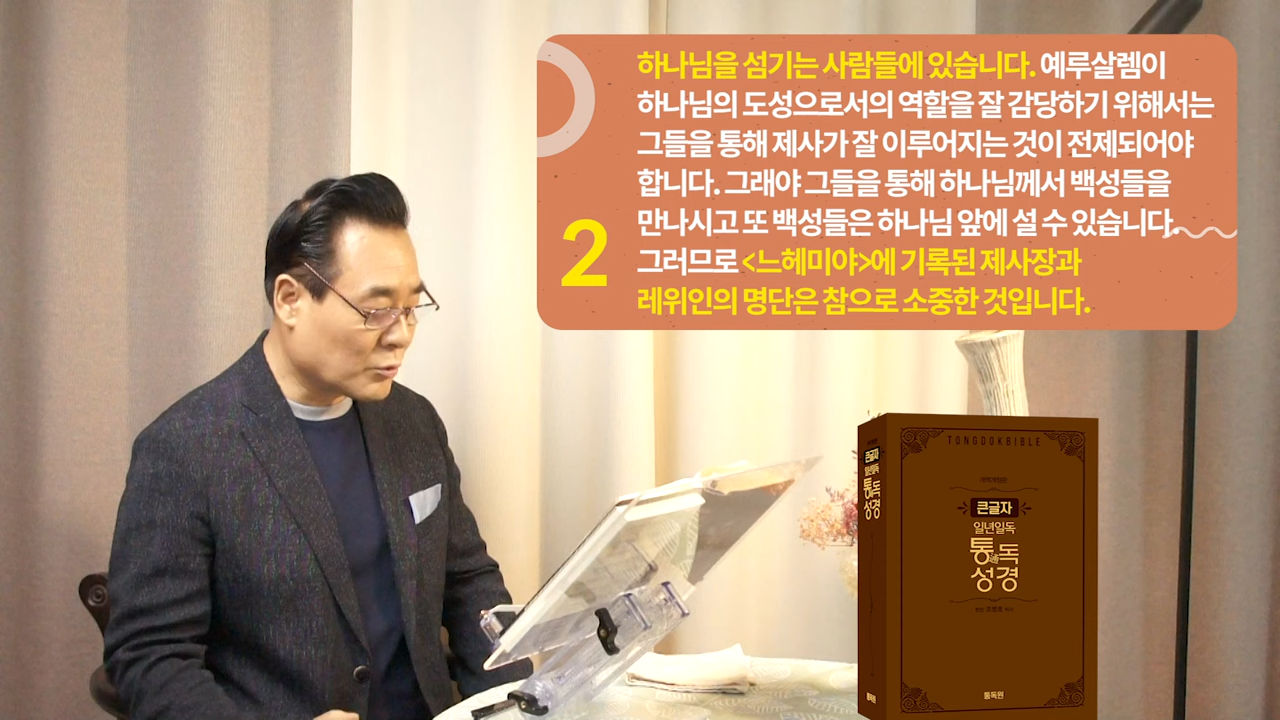 하나님을 섬기는 사람들에 있습니다. 예루살렘이
하나님의 도성으로서의 역할을 잘 감당하기 위해서는
그들을 통해 제사가 잘 이루어지는 것이 전제되어야
합니다. 그래야 그들을 통해 하나님께서 백성들을
만나시고 또 백성들은 하나님 앞에 설 수 있습니다.
그러므로 <느헤미야>에 기록된 제사장과
레위인의 명단은 참으로 소중한 것입니다.
2
TONGDOKBIBLE
큰글자
일년일독
통독
성경
통독원
큰글자
일년일독
통독
성경
통독원